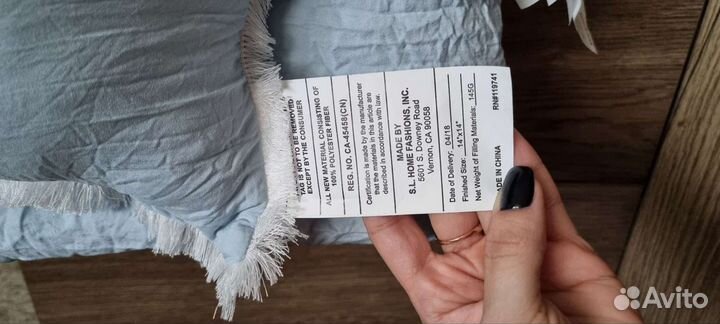 TAG IS NOT TO BE REMOVED
EXCEPT BY THE CONSUMER
ALL NEW MATERIAL CONSISTING OF
100% POLYESTER FIBER
REG. NO. CA-45458(CN)
Certification is made by the manufacturer
that the materials in this article are
described in accordance with law.
MADE BY
S.L. HOME FASHIONS, INC.
5601 S. Downey Road
Vernon, CA 90058
Date of Delivery: 04/18
Finished Size: 14"x14"
Net Weight of Filling Materials: 145G
MADE IN CHINA RN#119741
Avito